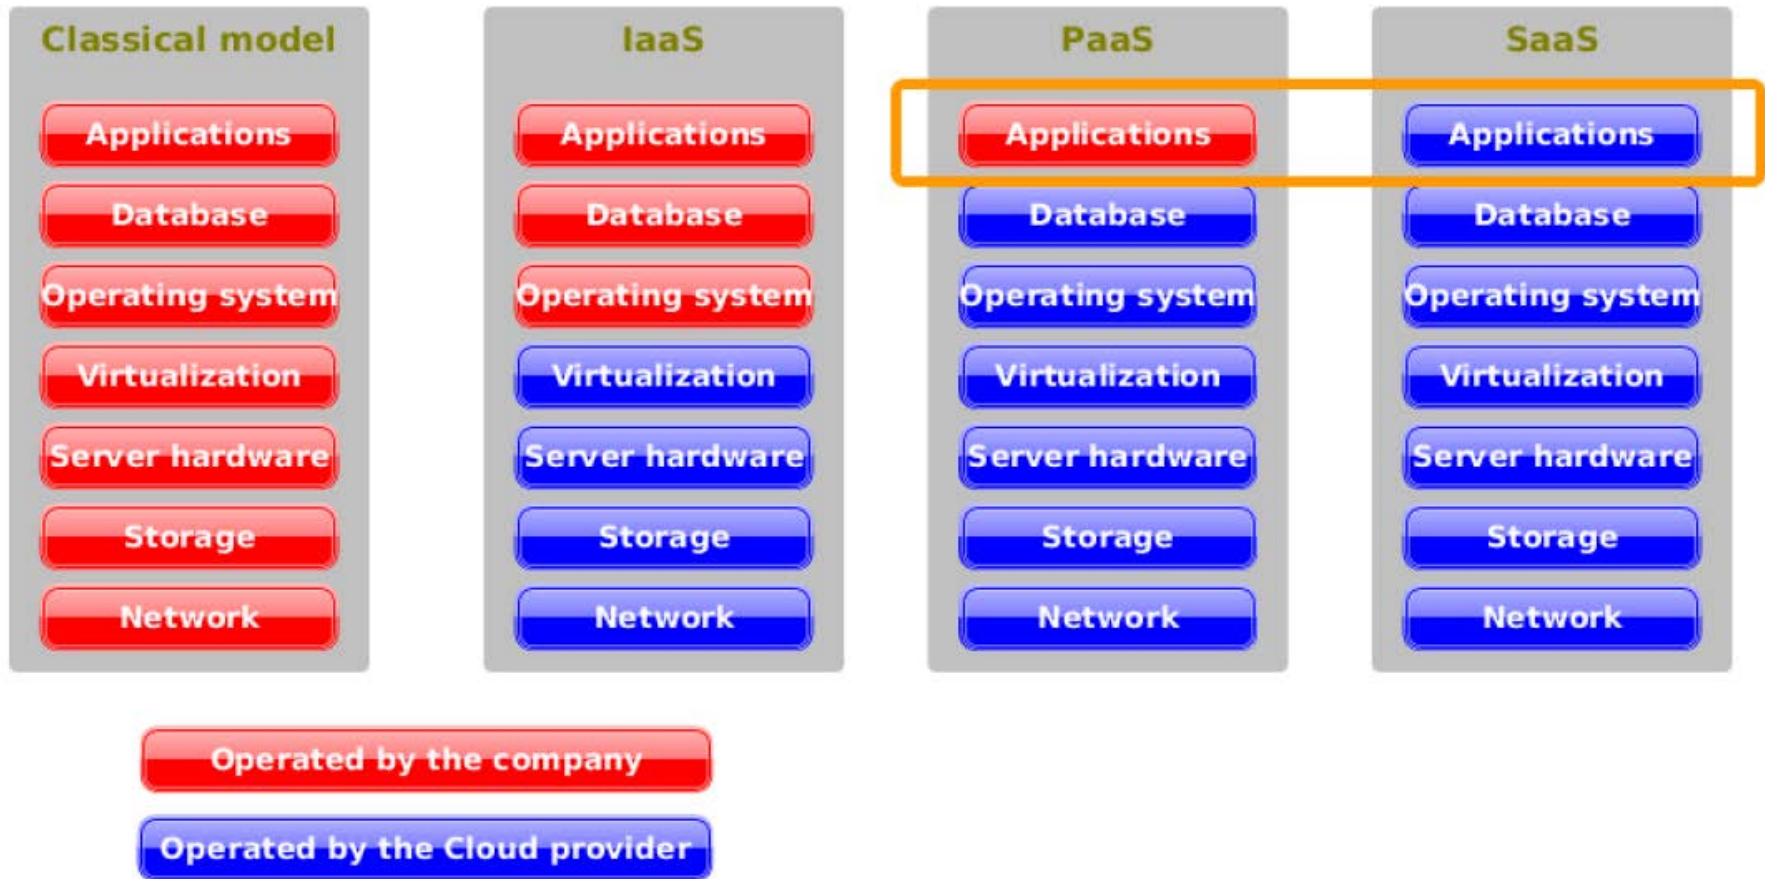 Classical model
IaaS
PaaS
SaaS
Applications
Applications
Applications
Applications
Database
Database
Database
Database
Operating system
Operating system
Operating system
Operating system
Virtualization
Virtualization
Virtualization
Virtualization
Server hardware
Server hardware
Server hardware
Server hardware
Storage
Storage
Storage
Storage
Network
Network
Network
Network
Operated by the company
Operated by the Cloud provider